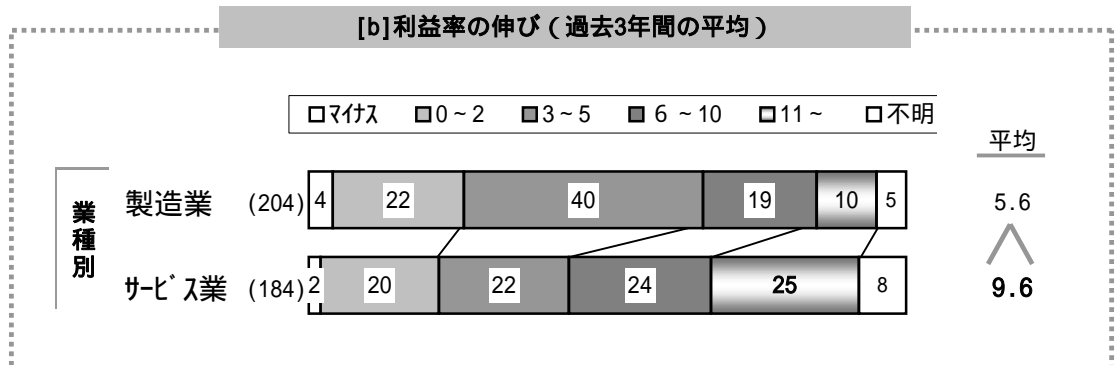 [b]利益率の伸び（過去3年間の平均）
マイナス 0～2 3～5 6～10 11～ 不明
平均
業種別
製造業 (204) 4 22 40 19 10 5 5.6
サービス業 (184) 2 20 22 24 25 8 9.6